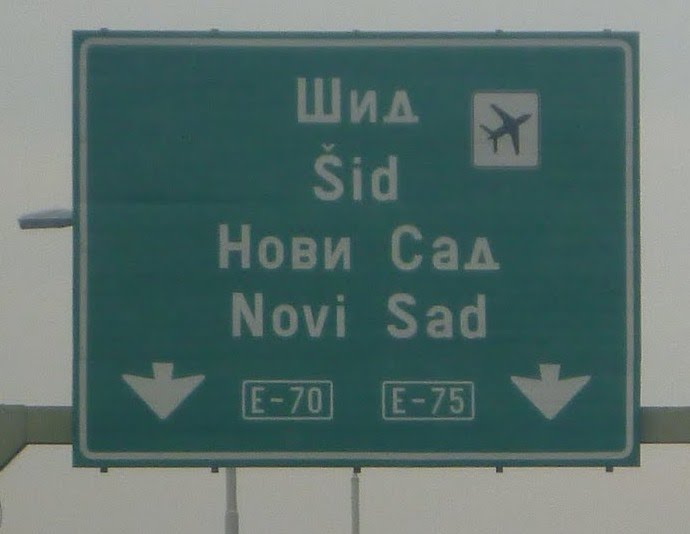 Шид
Šid
Нови Сад
Novi Sad
E-70 E-75